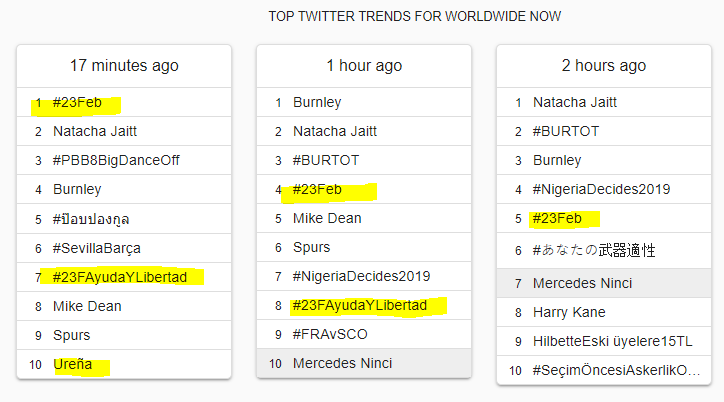 TOP TWITTER TRENDS FOR WORLDWIDE NOW
17 minutes ago
1 #23Feb
2 Natacha Jaitt
3 #PBB8BigDanceOff
4 Burnley
5 #ป๊อบปองกูล
6 #SevillaBarça
7 #23FAyudaYLibertad
8 Mike Dean
9 Spurs
10 Ureña
1 hour ago
1 Burnley
2 Natacha Jaitt
3 #BURTOT
4 #23Feb
5 Mike Dean
6 Spurs
7 #NigeriaDecides2019
8 #23FAyudaYLibertad
9 #FRAvSCO
10 Mercedes Ninci
2 hours ago
1 Natacha Jaitt
2 #BURTOT
3 Burnley
4 #NigeriaDecides2019
5 #23Feb
6 #あなたの武器適性
7 Mercedes Ninci
8 Harry Kane
9 HilbetteEski üyelere15TL
10 #SeçimÖncesiAskerlikO...